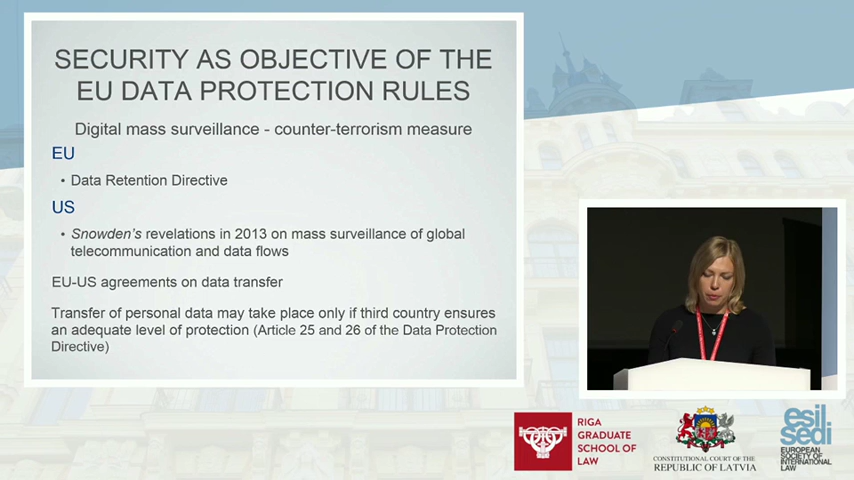 SECURITY AS OBJECTIVE OF THE
EU DATA PROTECTION RULES
Digital mass surveillance - counter-terrorism measure
EU
• Data Retention Directive
US
• Snowden's revelations in 2013 on mass surveillance of global
telecommunication and data flows
EU-US agreements on data transfer
Transfer of personal data may take place only if third country ensures
an adequate level of protection (Article 25 and 26 of the Data Protection
Directive)
RIGA
GRADUATE
SCHOOL OF
LAW
CONSTITUTIONAL COURT OF THE
REPUBLIC OF LATVIA
esil
sedi
EUROPEAN
SOCIETY OF
INTERNATIONAL
LAW